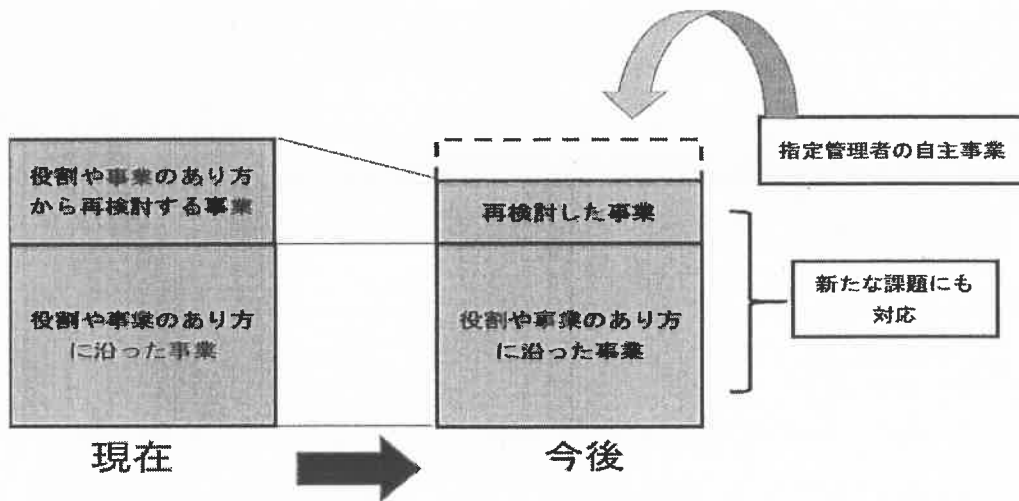 役割や事業のあり方
から再検討する事業
役割や事業のあり方
に沿った事業
現在
再検討した事業
役割や事業のあり方
に沿った事業
今後
指定管理者の自主事業
新たな課題にも
対応